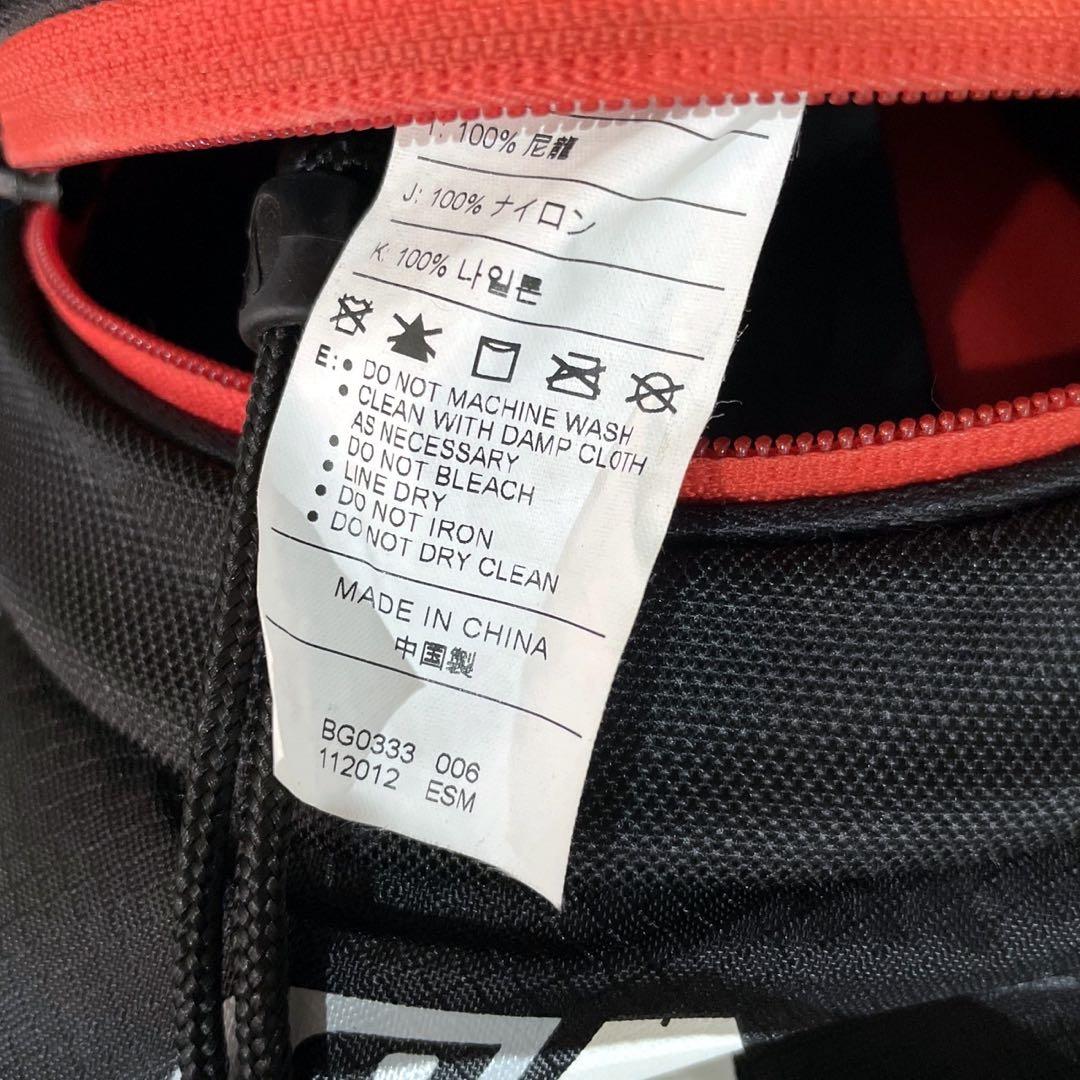 T: 100% 尼龍
J: 100% ナイロン
K: 100% 나일론
E: • DO NOT MACHINE WASH
• CLEAN WITH DAMP CLOTH
AS NECESSARY
• DO NOT BLEACH
• LINE DRY
• DO NOT IRON
• DO NOT DRY CLEAN
MADE IN CHINA
中国製
BG0333 006
112012 ESM